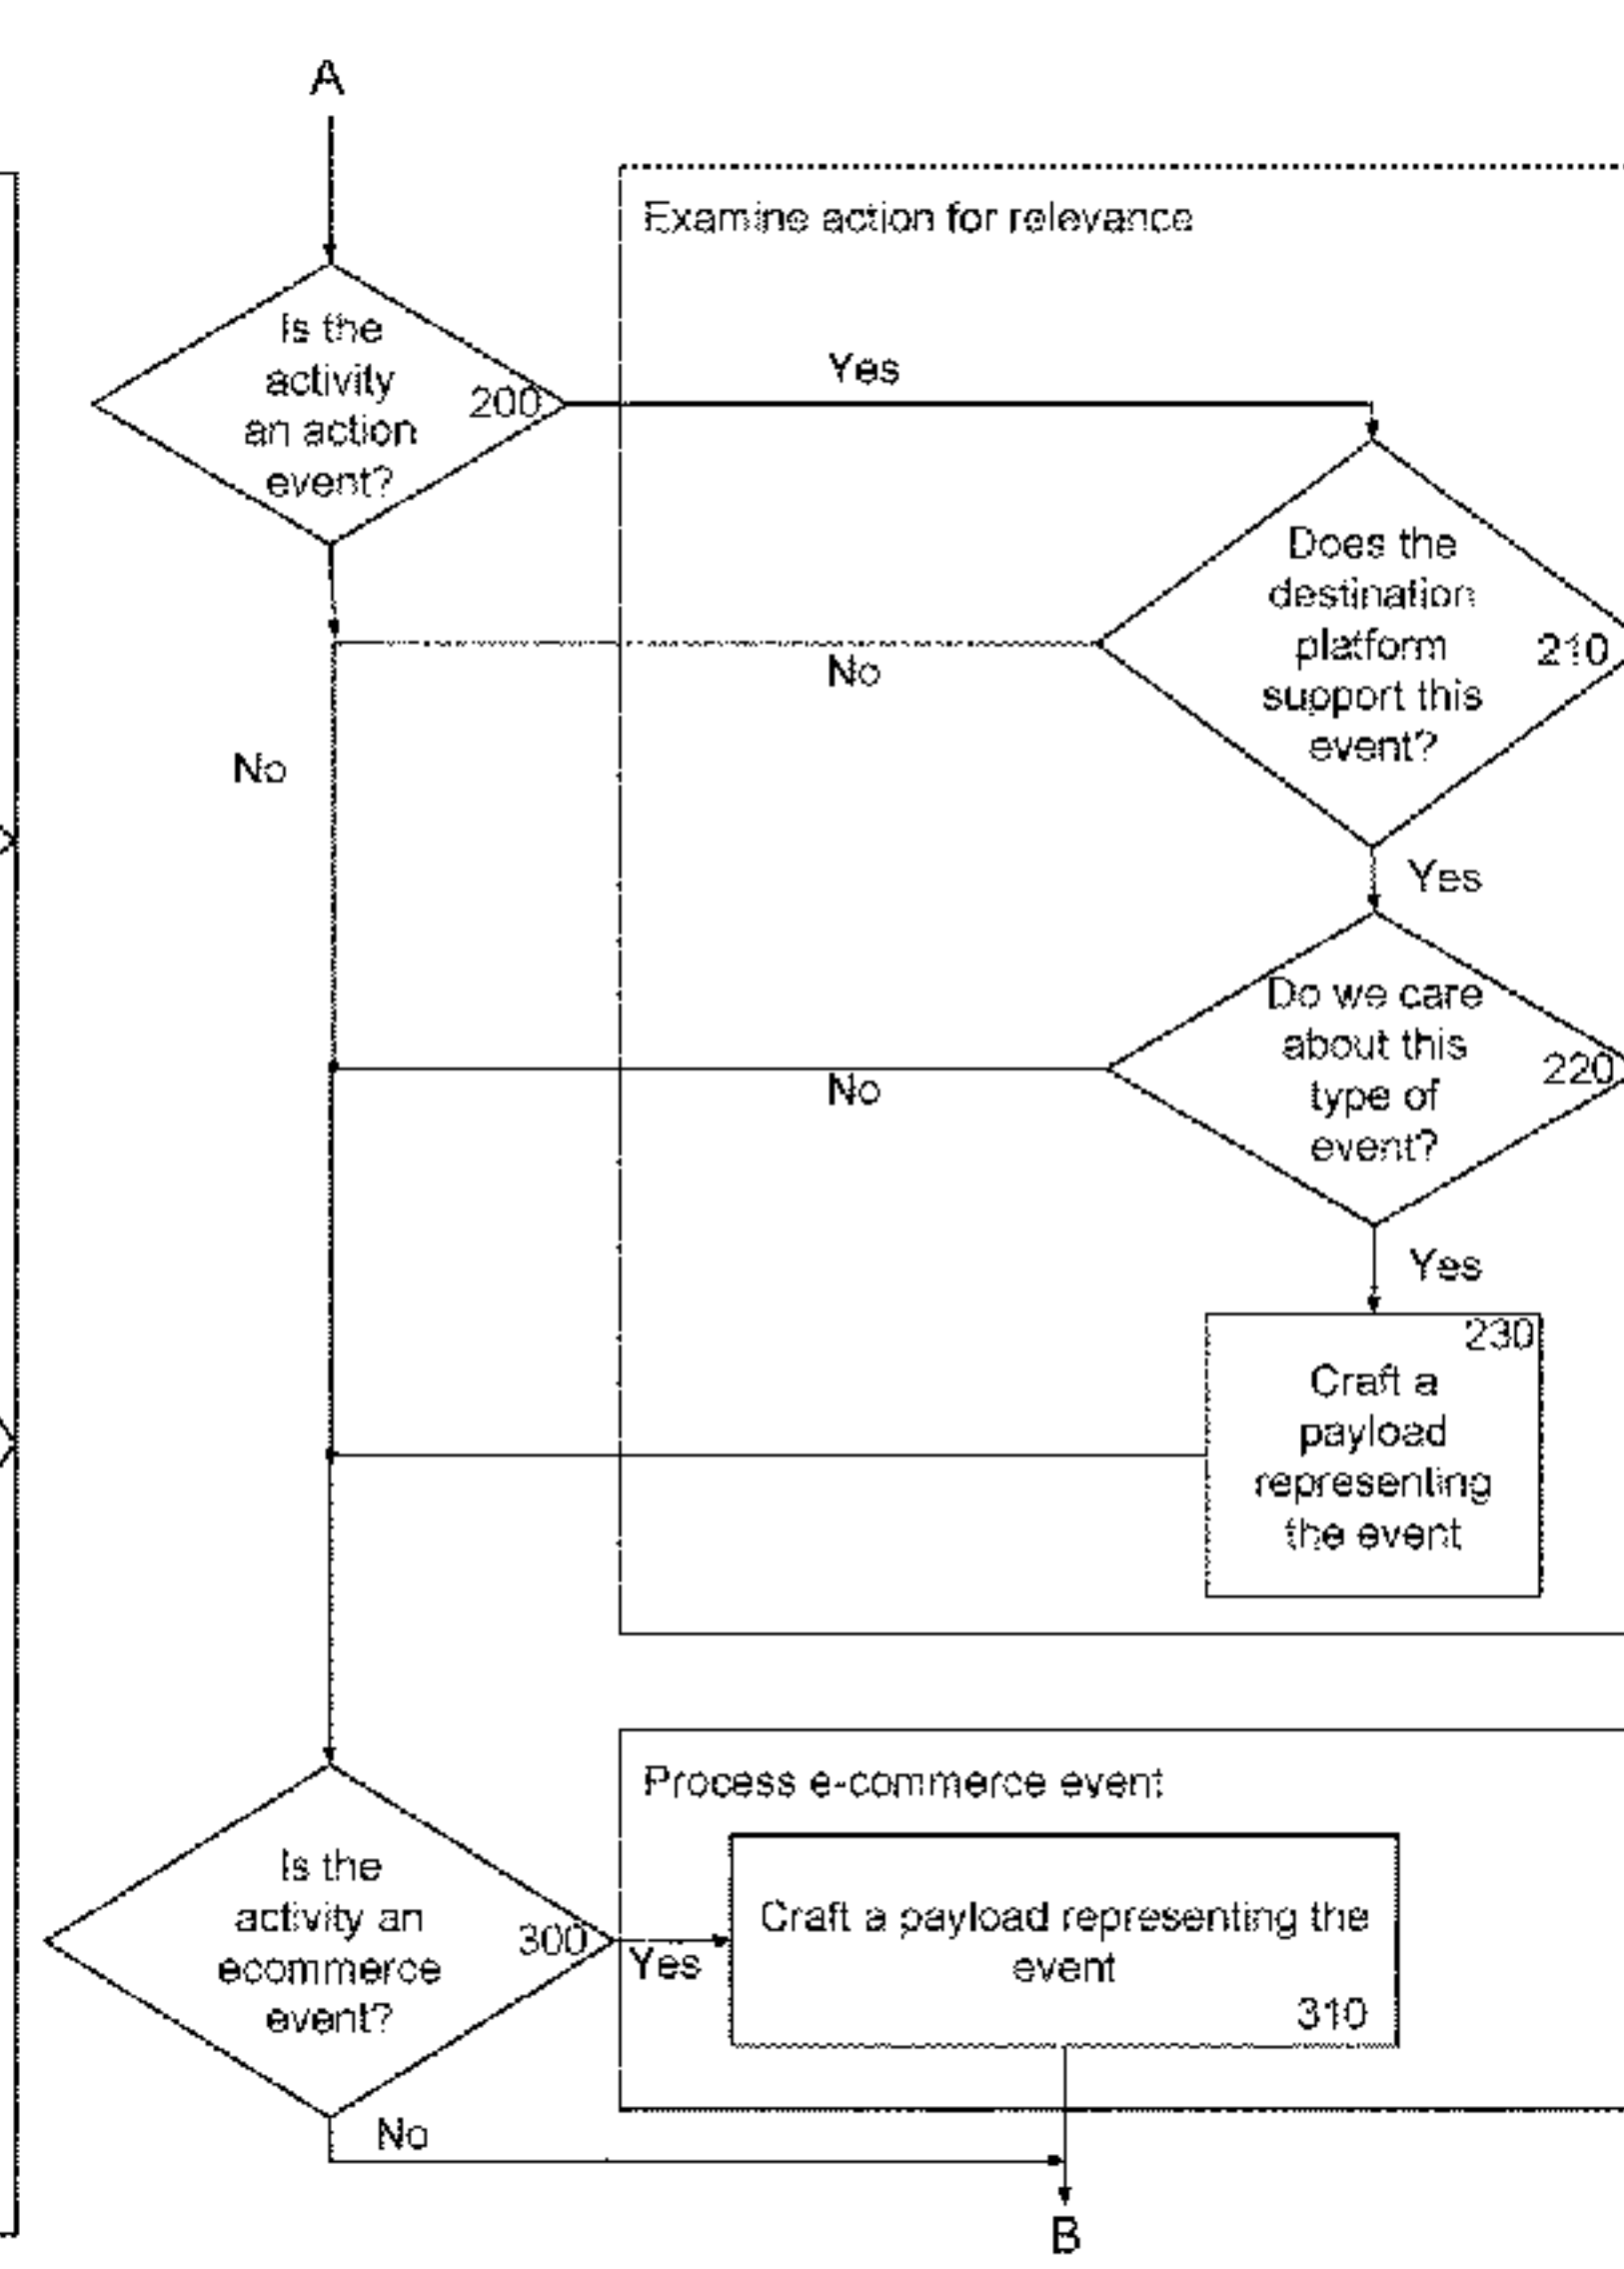 A
Examine action for relevance
Is the
activity
an action
event?
200
Yes
Does the
destination
platform
support this
event?
210
No
No
Yes
Do we care
about this
type of
event?
220
No
Yes
230
Craft a
payload
representing
the event
Process e-commerce event
Is the
activity an
ecommerce
event?
300
Yes
Craft a payload representing the
event
310
No
B